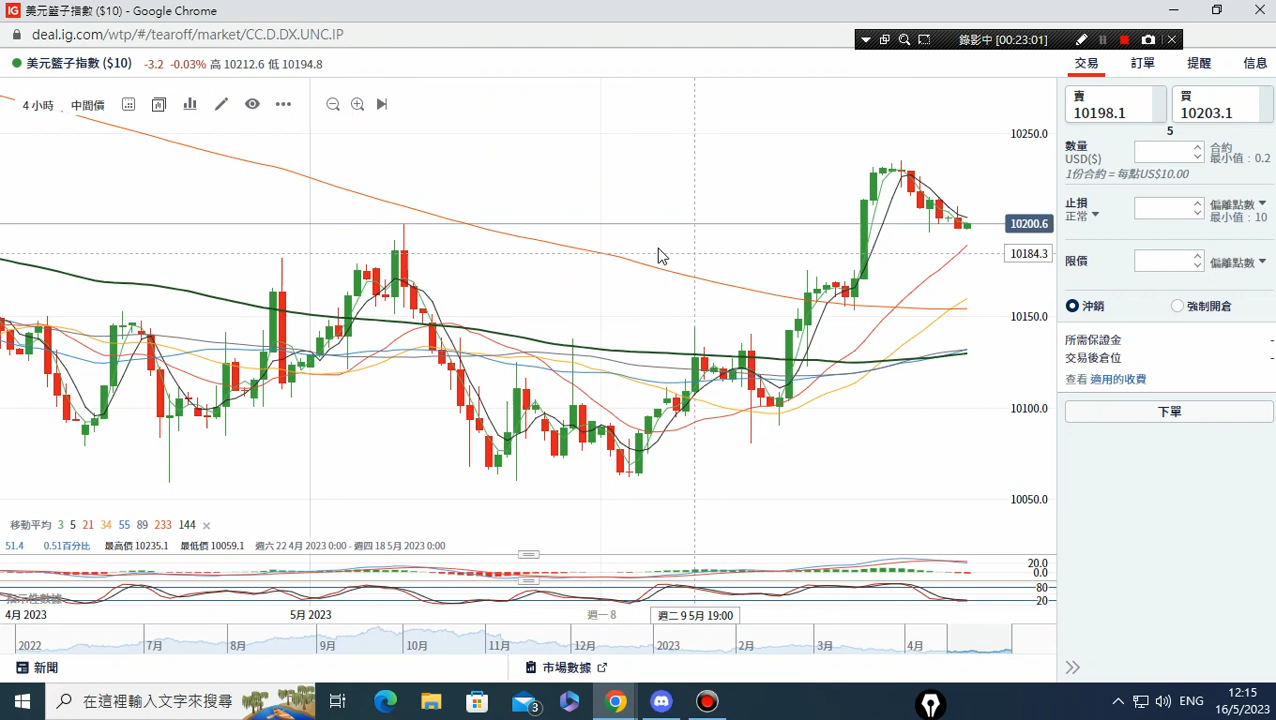 IG 美元籃子指數 ($10) - Google Chrome
deal.ig.com/wtp/#/tearoff/market/CC.D.DX.UNC.IP
錄影中 [00:23:01]
美元籃子指數 ($10) -3.2 -0.03% 高 10212.6 低 10194.8
交易 訂單 提醒 信息
4 小時 中間價
賣 10198.1
買 10203.1
5
數量 USD($)
合約 最小值 : 0.2
1份合約 = 每點US$10.00
止損 正常
偏離點數 最小值 : 10
限價 偏離點數
沖銷 強制開倉
所需保證金 -
交易後倉位 -
查看 適用的收費
下單
10250.0
10200.6
10184.3
10150.0
10100.0
10050.0
移動平均 3 5 21 34 55 89 233 144
51.4 0.51百分比 最高價 10235.1 最低價 10059.1 週六 22 4月 2023 0:00 - 週四 18 5月 2023 0:00
20.0
0.0
80
20
4月 2023 5月 2023 週一 8 週二 9 5月 19:00
2022 7月 8月 9月 10月 11月 12月 2023 2月 3月 4月
新聞 市場數據
在這裡輸入文字來搜尋
3
ENG
12:15
16/5/2023